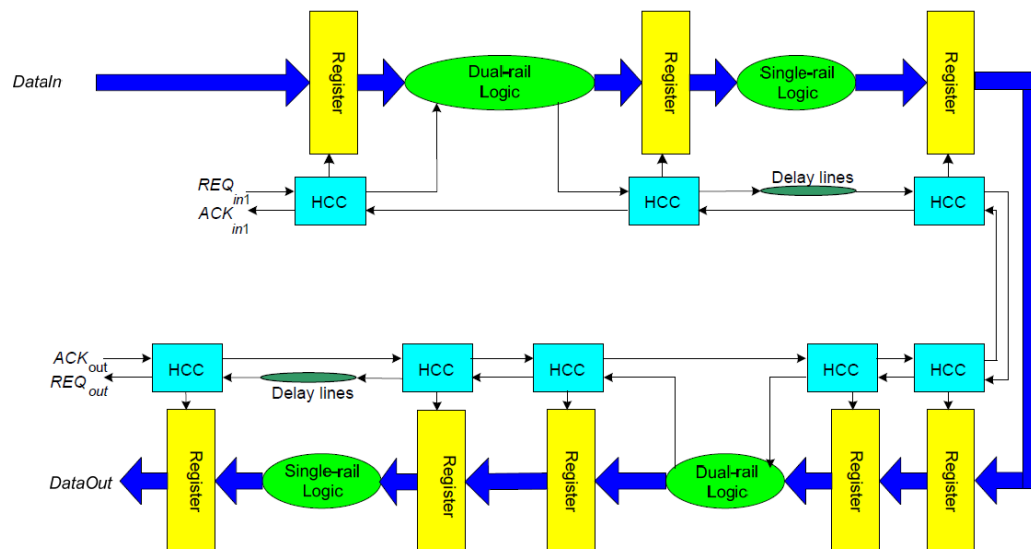 DataIn
Register
Dual-rail
Logic
Register
Single-rail
Logic
Register
REQ
in1
ACK
in1
HCC
HCC
Delay lines
HCC
ACK out
REQ out
HCC
Delay lines
HCC
HCC
HCC
HCC
DataOut
Register
Single-rail
Logic
Register
Register
Dual-rail
Logic
Register
Register